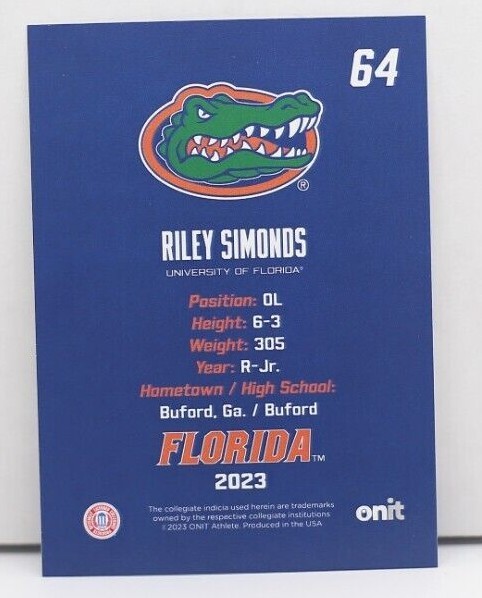 64
®
RILEY SIMONDS
UNIVERSITY OF FLORIDA®
Position: OL
Height: 6-3
Weight: 305
Year: R-Jr.
Hometown / High School:
Buford, Ga. / Buford
FLORIDA™
2023
The collegiate indicia used herein are trademarks
owned by the respective collegiate institutions
©2023 ONIT Athlete. Produced in the USA
onit